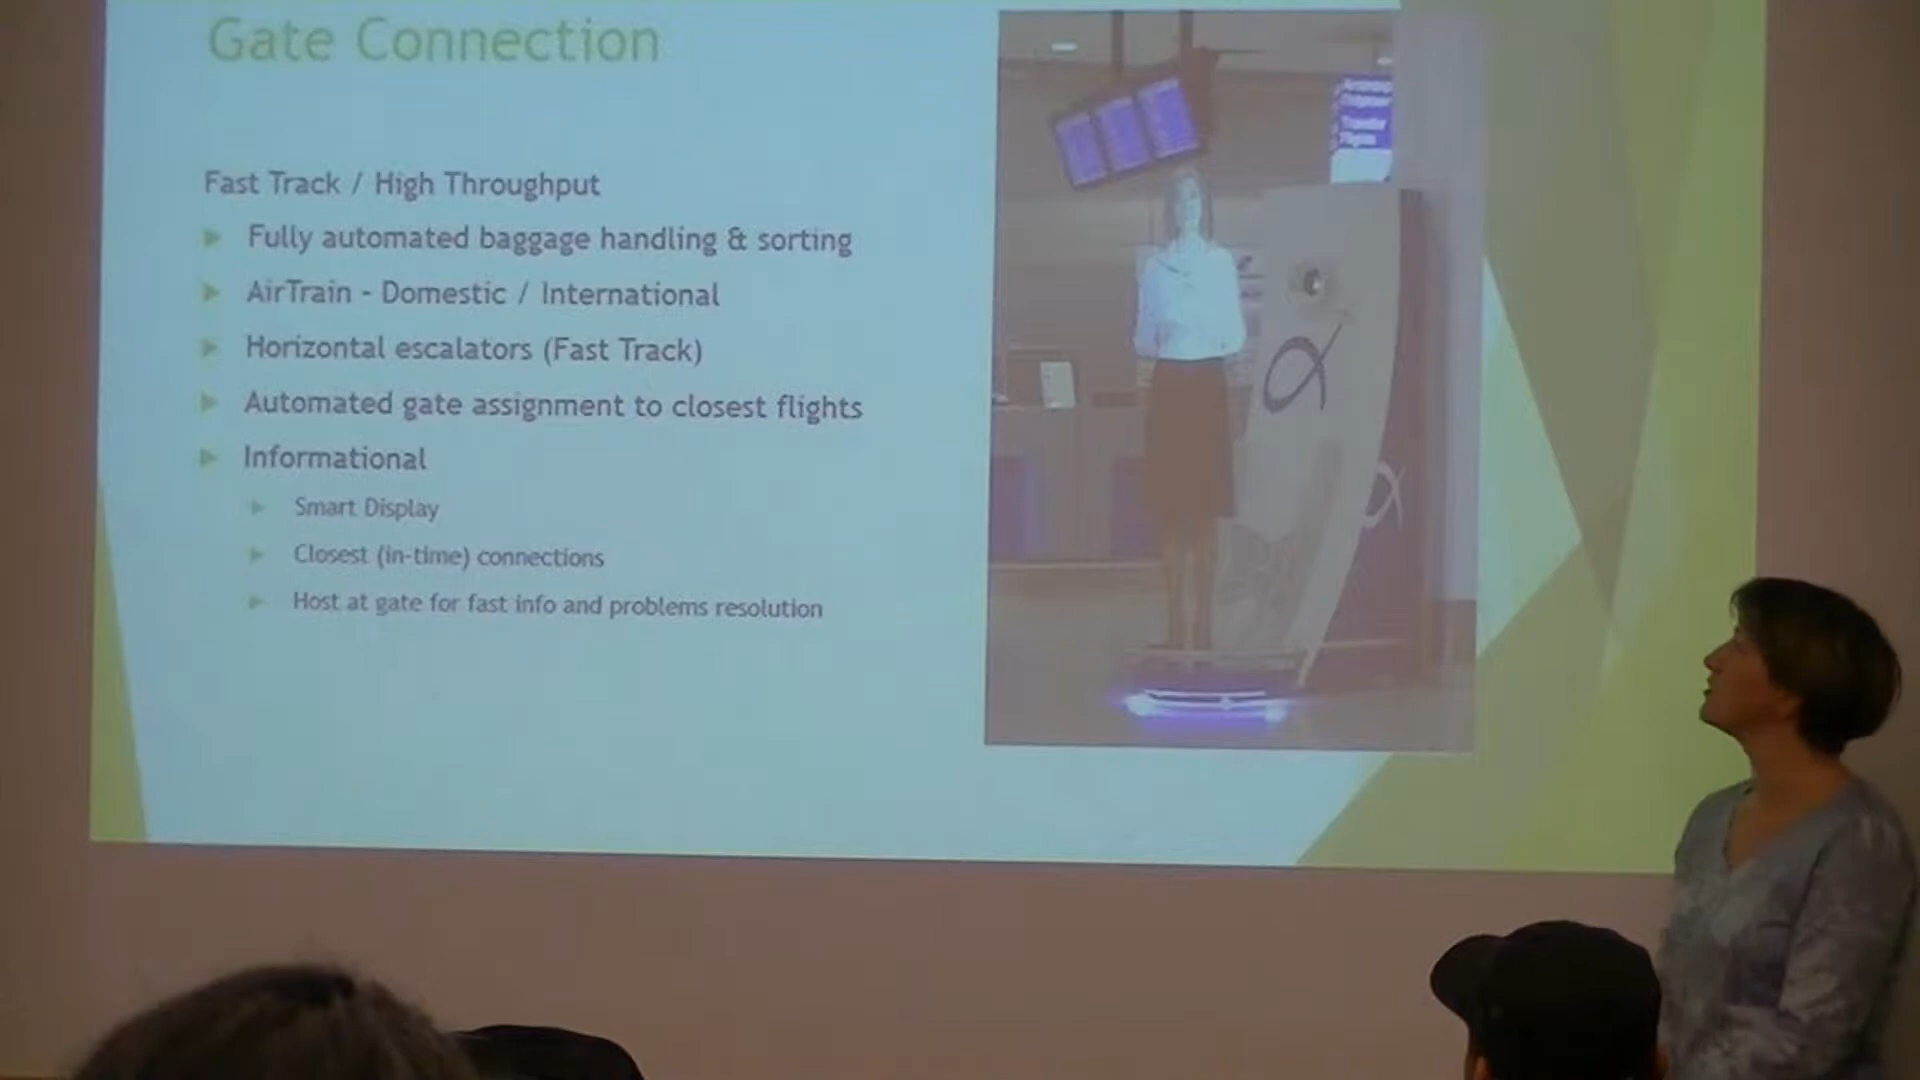 Gate Connection
Fast Track / High Throughput
Fully automated baggage handling & sorting
AirTrain - Domestic / International
Horizontal escalators (Fast Track)
Automated gate assignment to closest flights
Informational
Smart Display
Closest (in-time) connections
Host at gate for fast info and problems resolution
Transfer
Flights